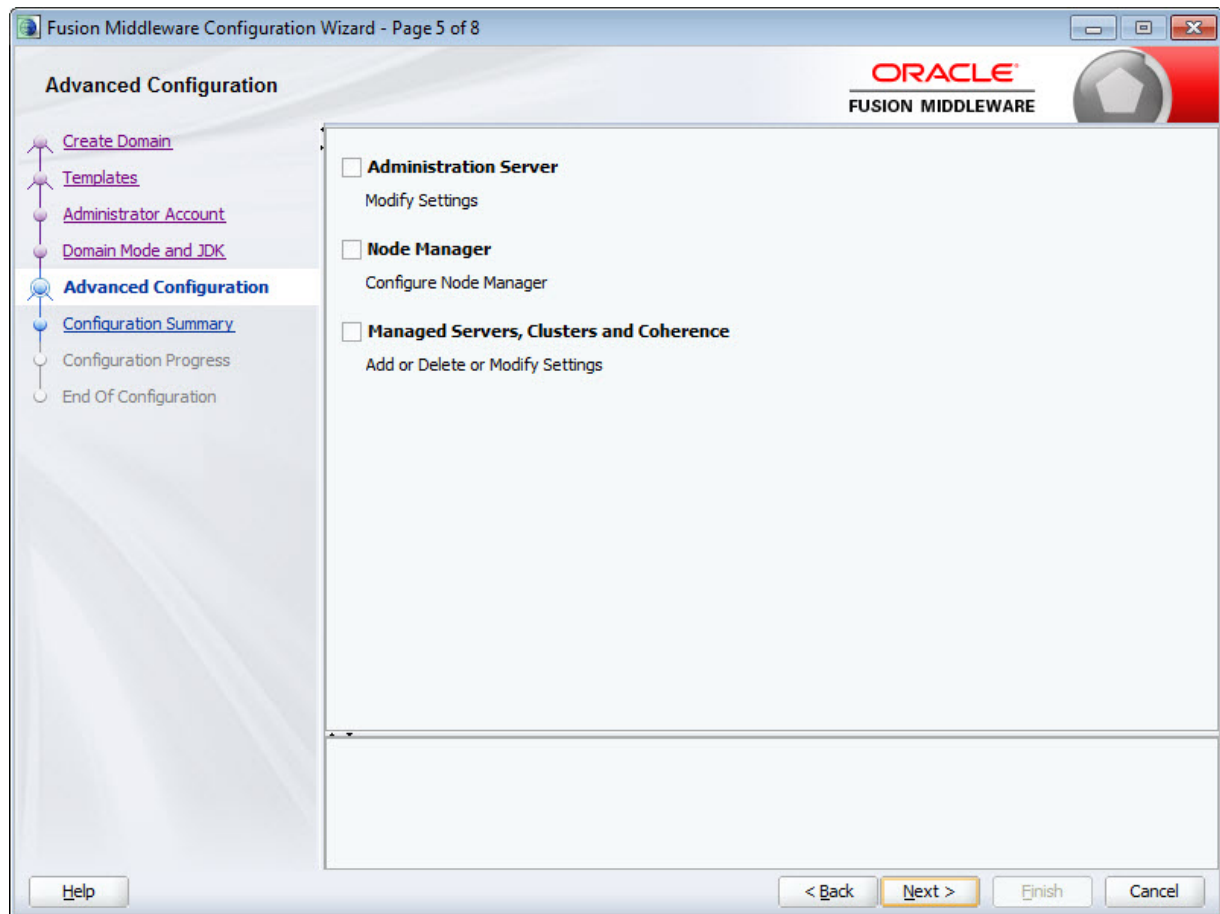 Fusion Middleware Configuration Wizard - Page 5 of 8
Advanced Configuration
ORACLE
FUSION MIDDLEWARE
Create Domain
Templates
Administrator Account
Domain Mode and JDK
Advanced Configuration
Configuration Summary
Configuration Progress
End Of Configuration
Administration Server
Modify Settings
Node Manager
Configure Node Manager
Managed Servers, Clusters and Coherence
Add or Delete or Modify Settings
Help
< Back
Next >
Finish
Cancel